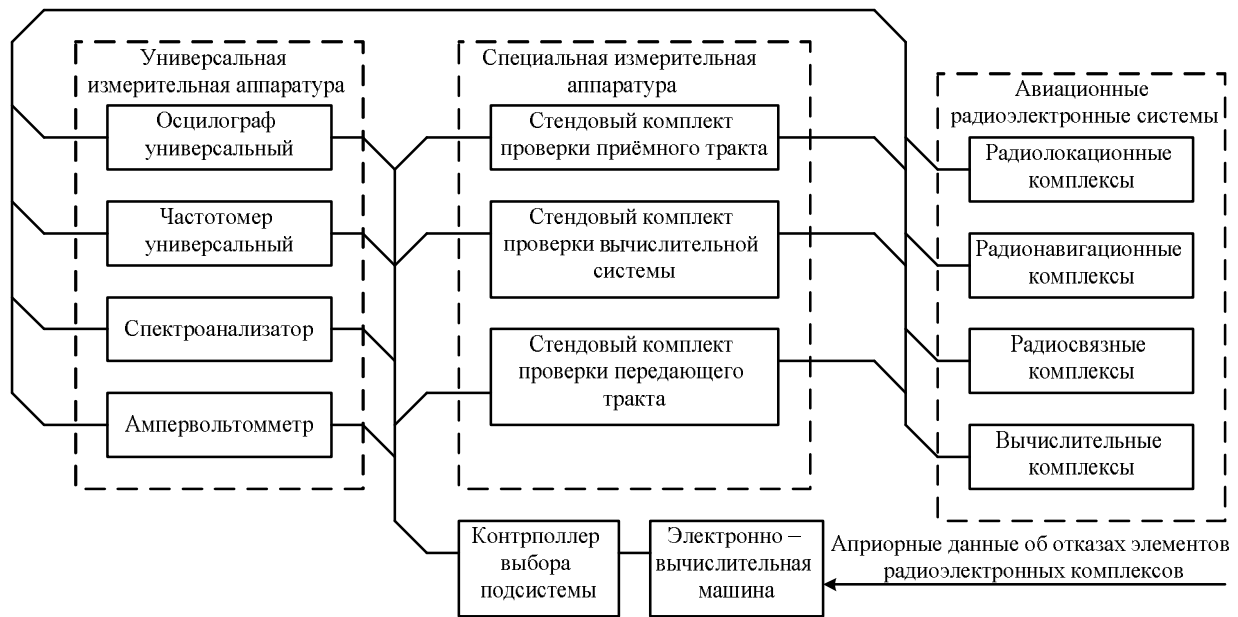 Универсальная
измерительная аппаратура
Осцилограф
универсальный
Частотомер
универсальный
Спектроанализатор
Ампервольтомметр
Специальная измерительная
аппаратура
Стендовый комплект
проверки приёмного тракта
Стендовый комплект
проверки вычислительной
системы
Стендовый комплект
проверки передающего
тракта
Авиационные
радиоэлектронные системы
Радиолокационные
комплексы
Радионавигационные
комплексы
Радиосвязные
комплексы
Вычислительные
комплексы
Контрполлер
выбора
подсистемы
Электронно –
вычислительная
машина
Априорные данные об отказах элементов
радиоэлектронных комплексов